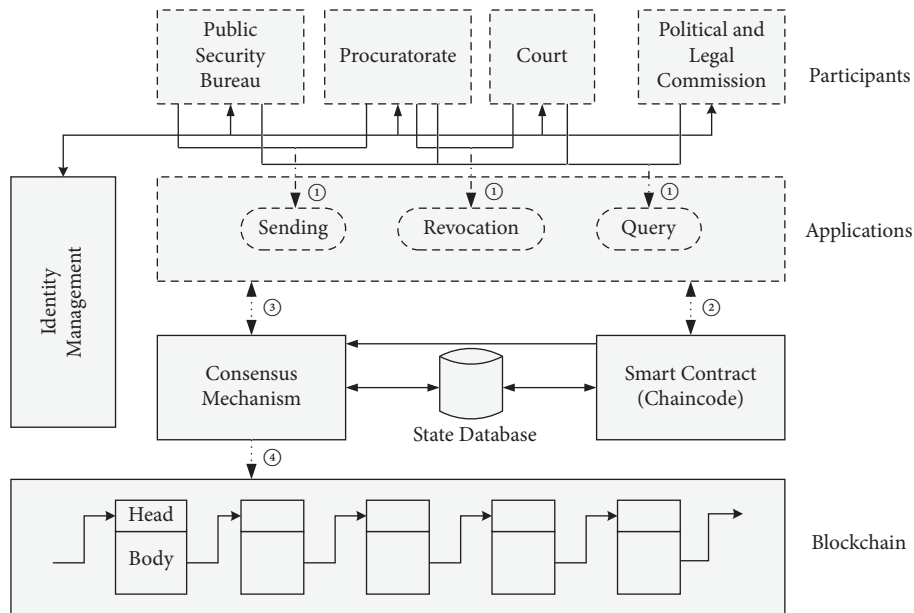 Public
Security
Bureau
Procuratorate
Court
Political and
Legal
Commission
Participants
①
①
①
Sending
Revocation
Query
Applications
Identity
Management
③
②
Consensus
Mechanism
State Database
Smart Contract
(Chaincode)
④
Head
Body
Blockchain